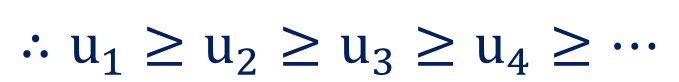 ∴ u₁ ≥ u₂ ≥ u₃ ≥ u₄ ≥ ⋯